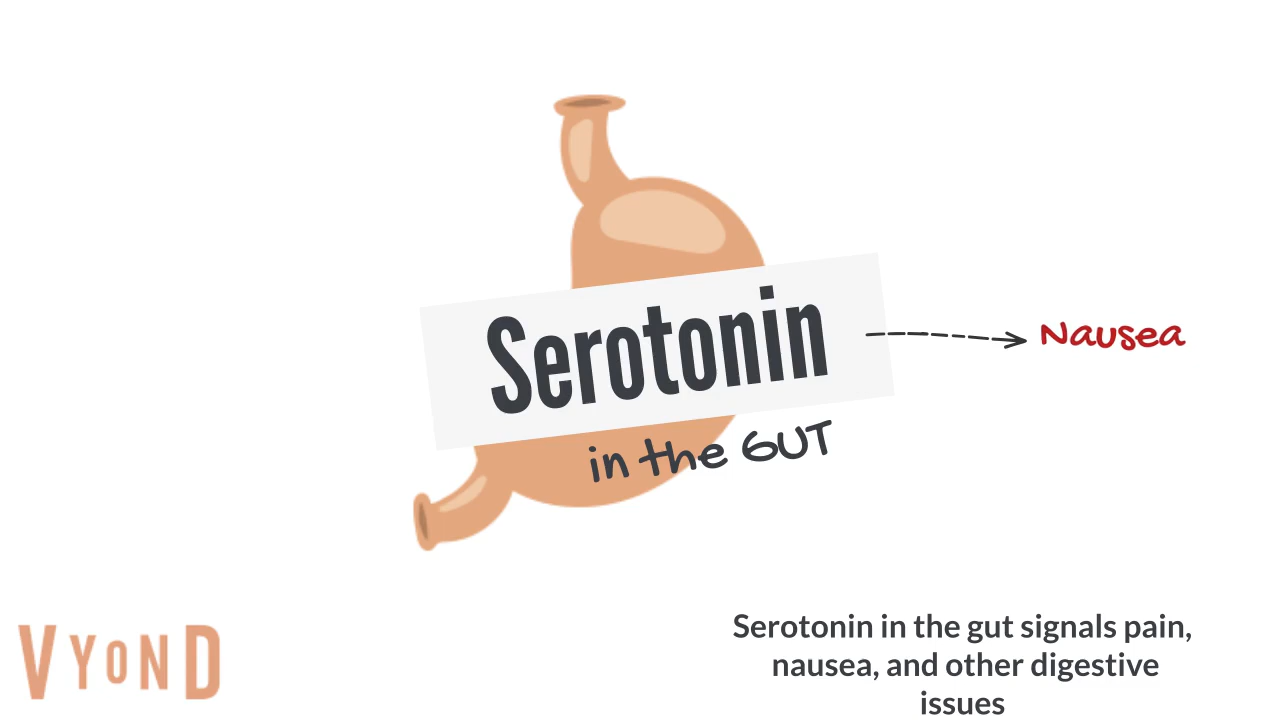 Serotonin
in the GUT
Nausea
VYOND
Serotonin in the gut signals pain,
nausea, and other digestive
issues